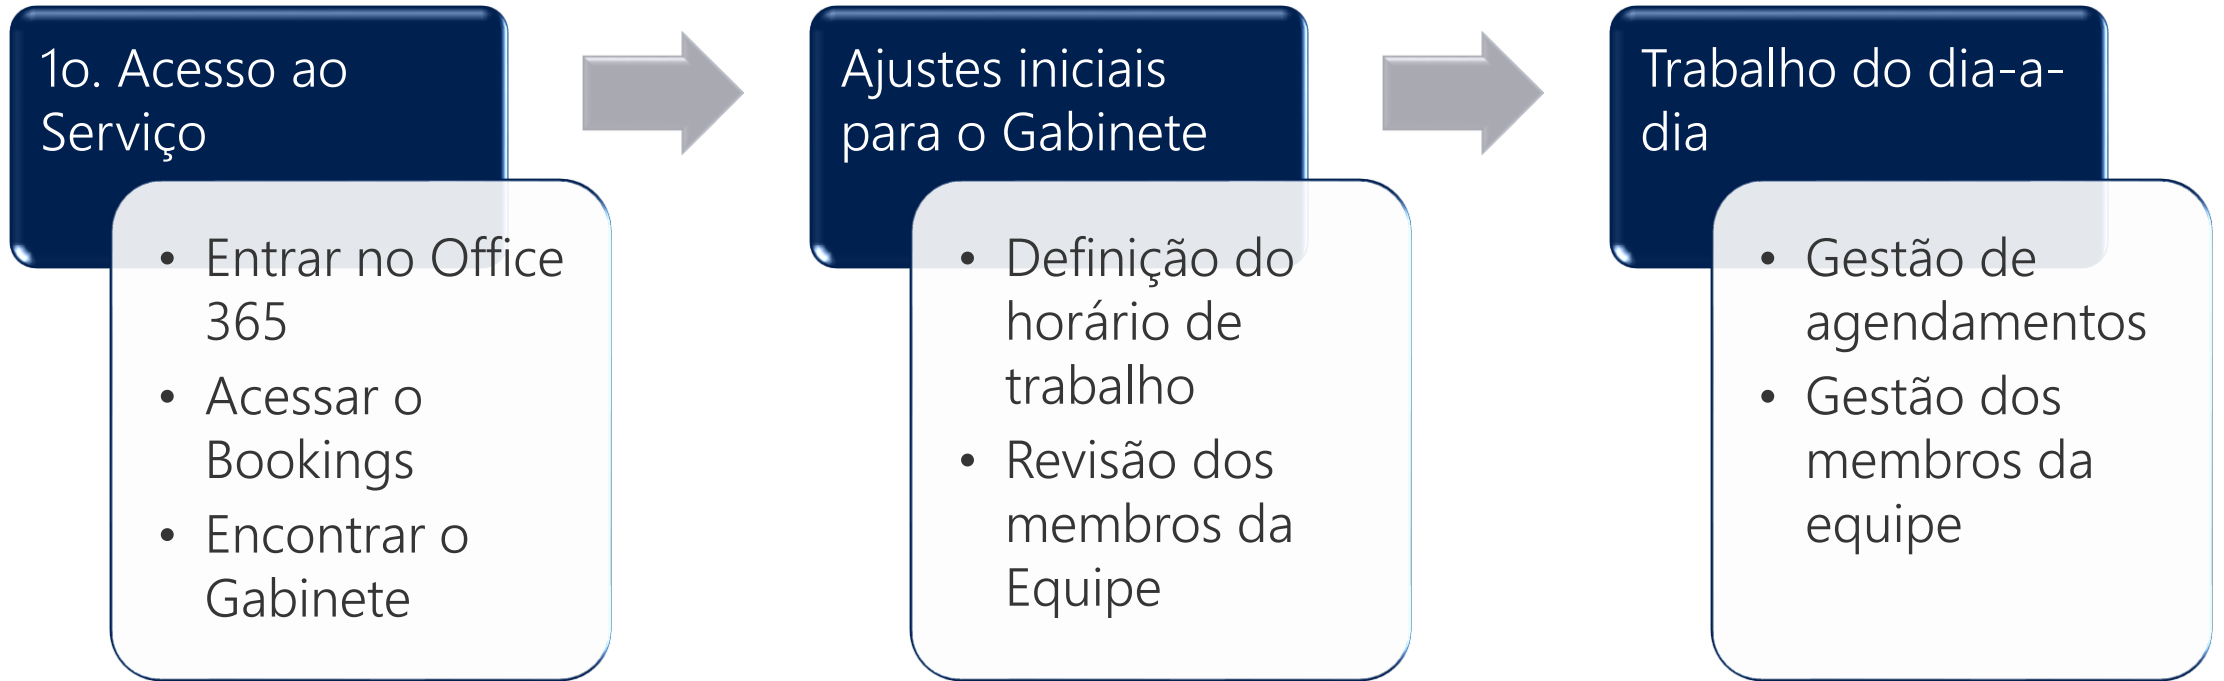 1o. Acesso ao
Serviço
• Entrar no Office
365
• Acessar o
Bookings
• Encontrar o
Gabinete
Ajustes iniciais
para o Gabinete
• Definição do
horário de
trabalho
• Revisão dos
membros da
Equipe
Trabalho do dia-a-
dia
• Gestão de
agendamentos
• Gestão dos
membros da
equipe